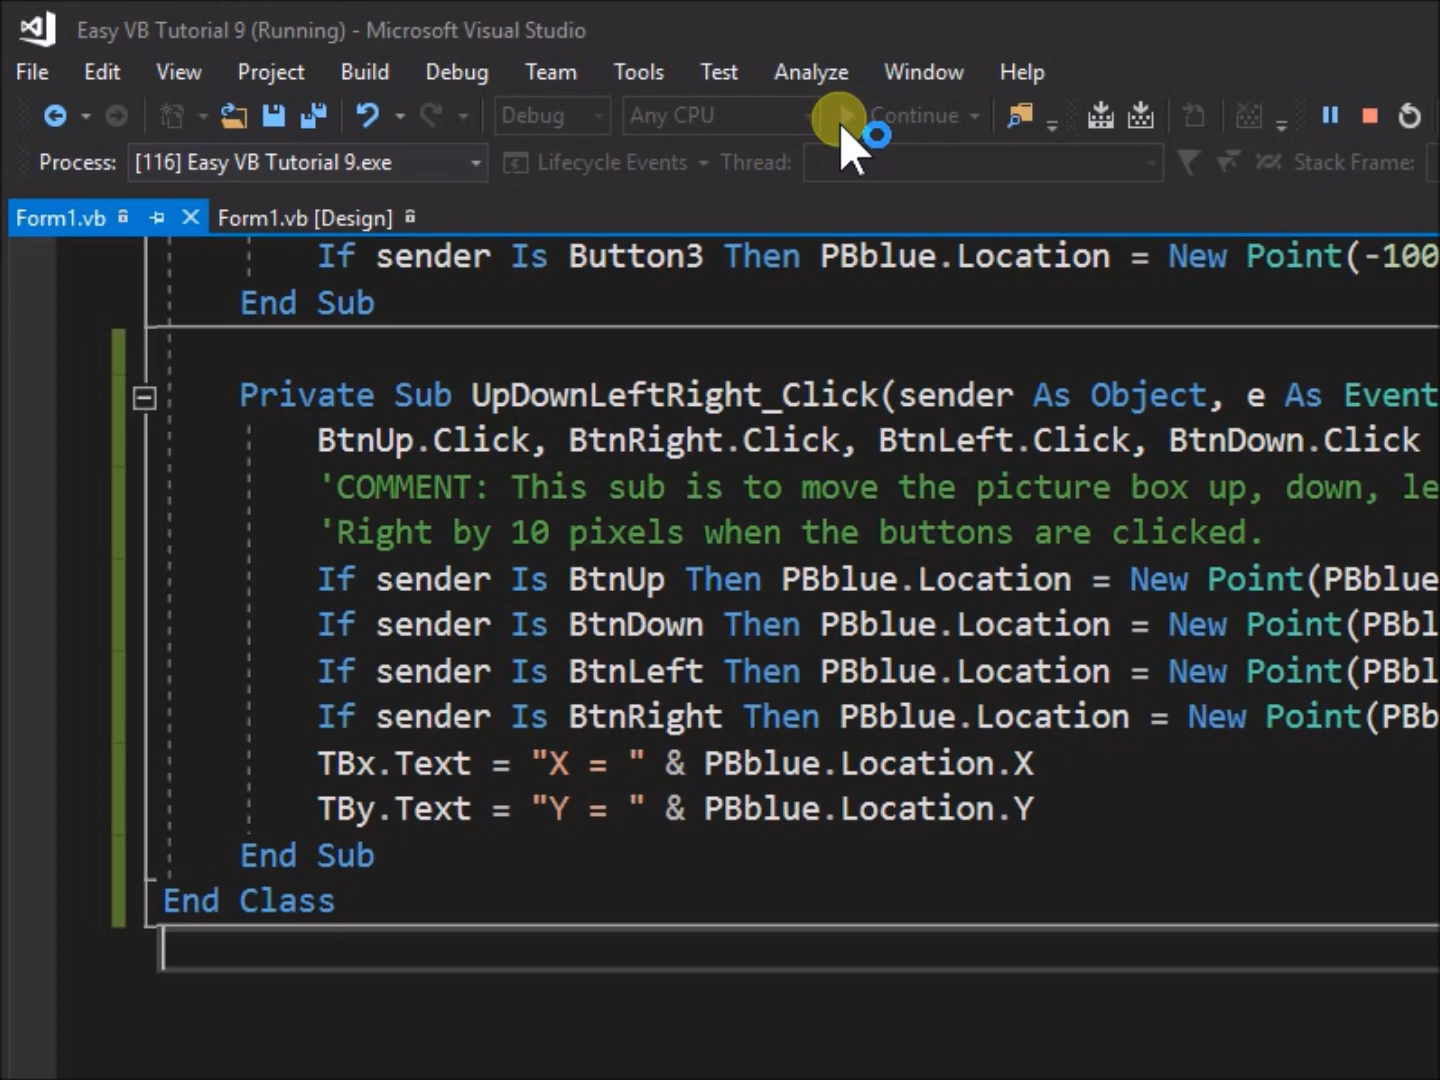 Easy VB Tutorial 9 (Running) - Microsoft Visual Studio
File Edit View Project Build Debug Team Tools Test Analyze Window Help
Debug Any CPU Continue
Process: [116] Easy VB Tutorial 9.exe Lifecycle Events Thread: Stack Frame:
Form1.vb Form1.vb [Design]
If sender Is Button3 Then PBblue.Location = New Point(-100
End Sub
Private Sub UpDownLeftRight_Click(sender As Object, e As Event
BtnUp.Click, BtnRight.Click, BtnLeft.Click, BtnDown.Click
'COMMENT: This sub is to move the picture box up, down, le
'Right by 10 pixels when the buttons are clicked.
If sender Is BtnUp Then PBblue.Location = New Point(PBblue
If sender Is BtnDown Then PBblue.Location = New Point(PBbl
If sender Is BtnLeft Then PBblue.Location = New Point(PBbl
If sender Is BtnRight Then PBblue.Location = New Point(PBb
TBx.Text = "X = " & PBblue.Location.X
TBy.Text = "Y = " & PBblue.Location.Y
End Sub
End Class